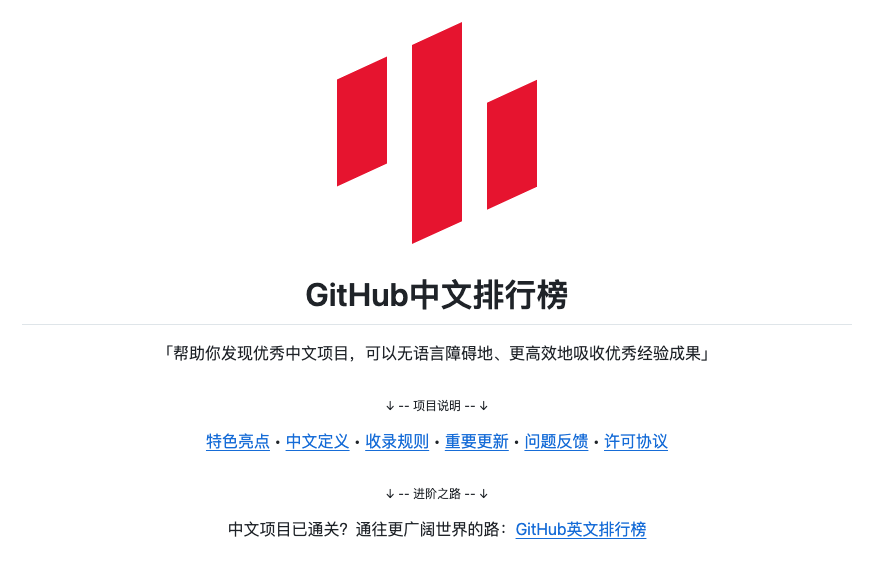 GitHub中文排行榜
「帮助你发现优秀中文项目，可以无语言障碍地、更高效地吸收优秀经验成果」
↓ -- 项目说明 -- ↓
特色亮点 • 中文定义 • 收录规则 • 重要更新 • 问题反馈 • 许可协议
↓ -- 进阶之路 -- ↓
中文项目已通关？通往更广阔世界的路：GitHub英文排行榜